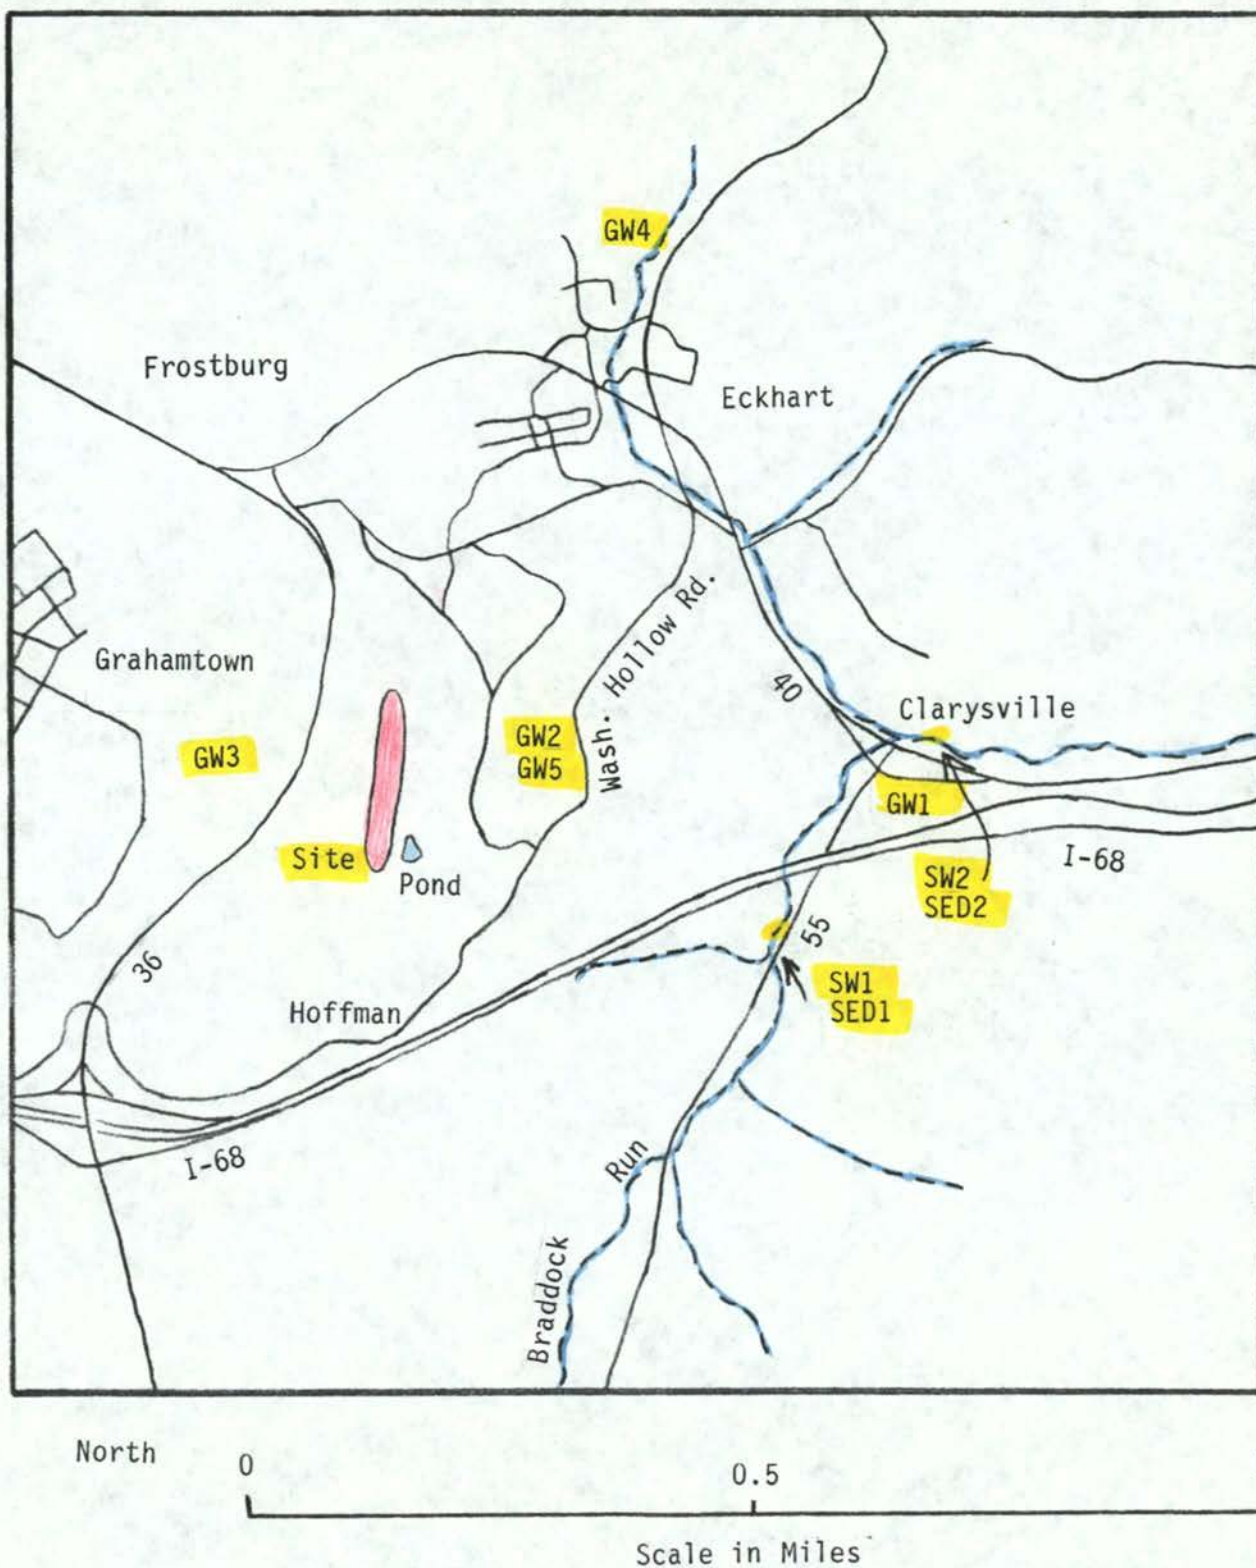 GW4
Frostburg
Eckhart
Wash. Hollow Rd.
Grahamtown
40
Clarysville
GW2
GW5
GW3
GW1
Site
Pond
I-68
SW2
SED2
55
36
SW1
SED1
Hoffman
I-68
Braddock Run
North
0
0.5
Scale in Miles